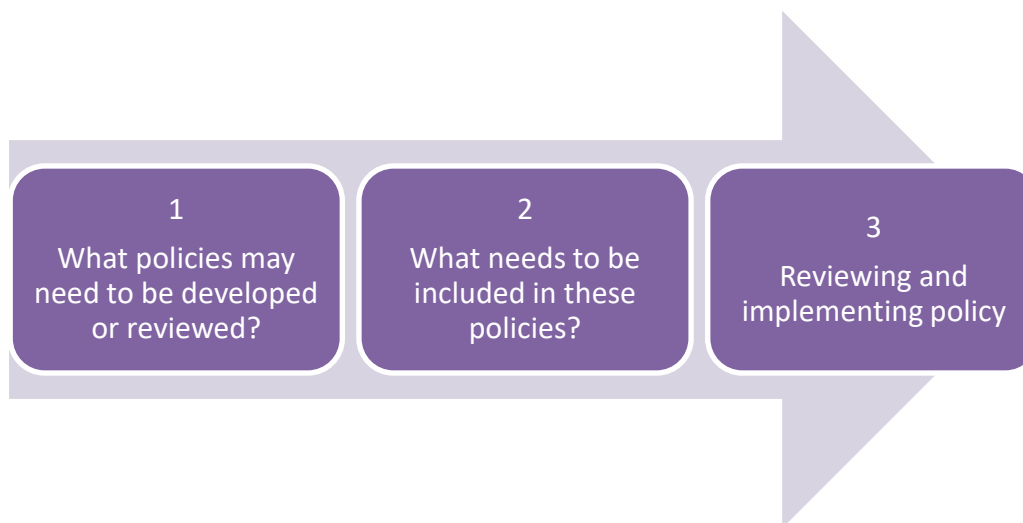 1
What policies may
need to be developed
or reviewed?
2
What needs to be
included in these
policies?
3
Reviewing and
implementing policy